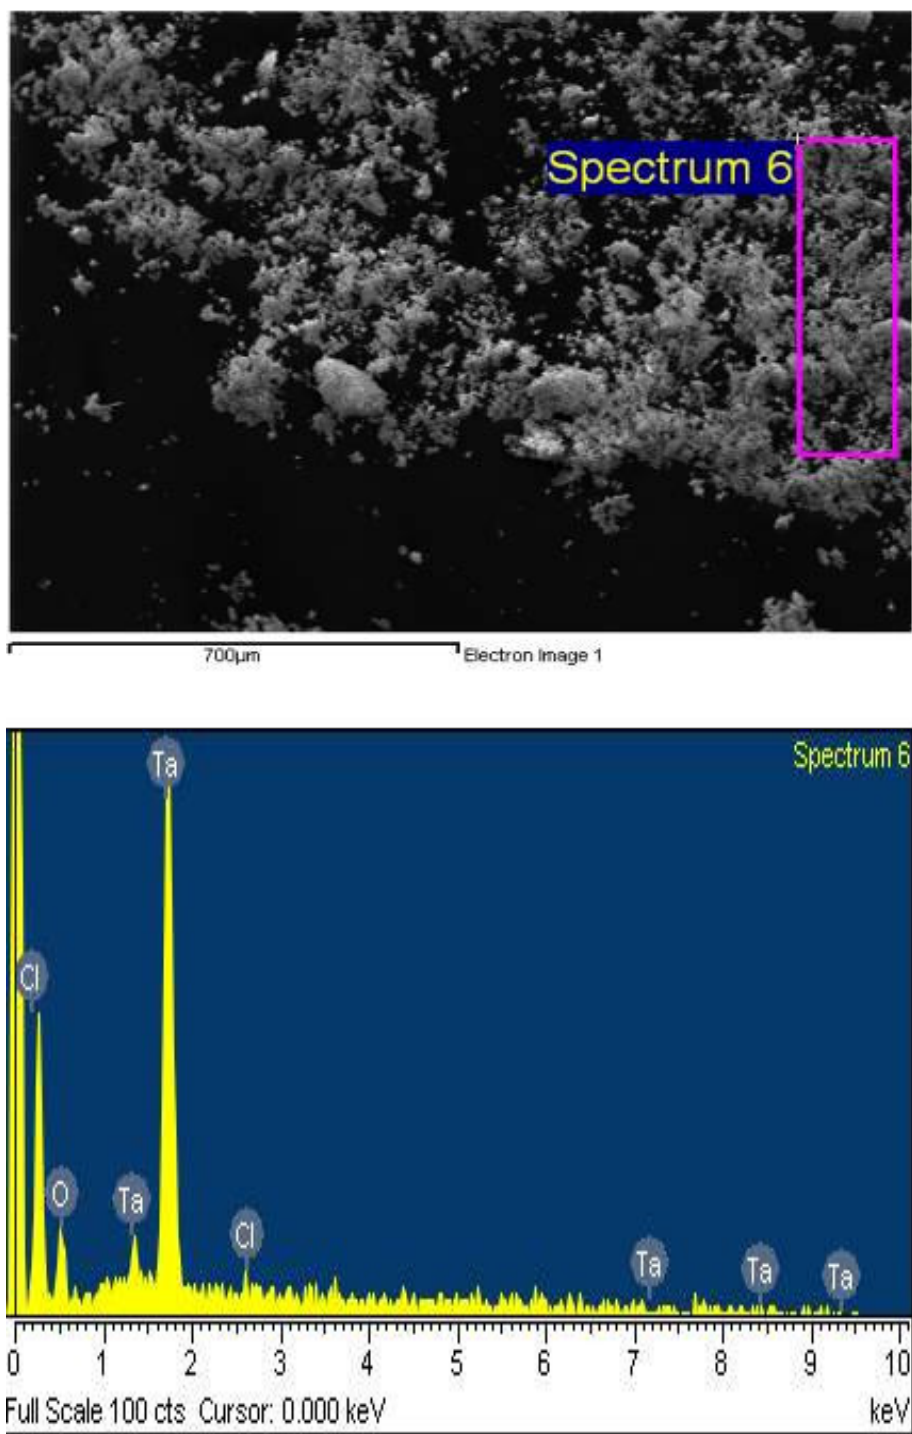 Spectrum 6
700µm Electron Image 1
Spectrum 6
Ta
Cl
O
Ta
Cl
Ta
Ta
Ta
0 1 2 3 4 5 6 7 8 9 10
Full Scale 100 cts Cursor: 0.000 keV keV